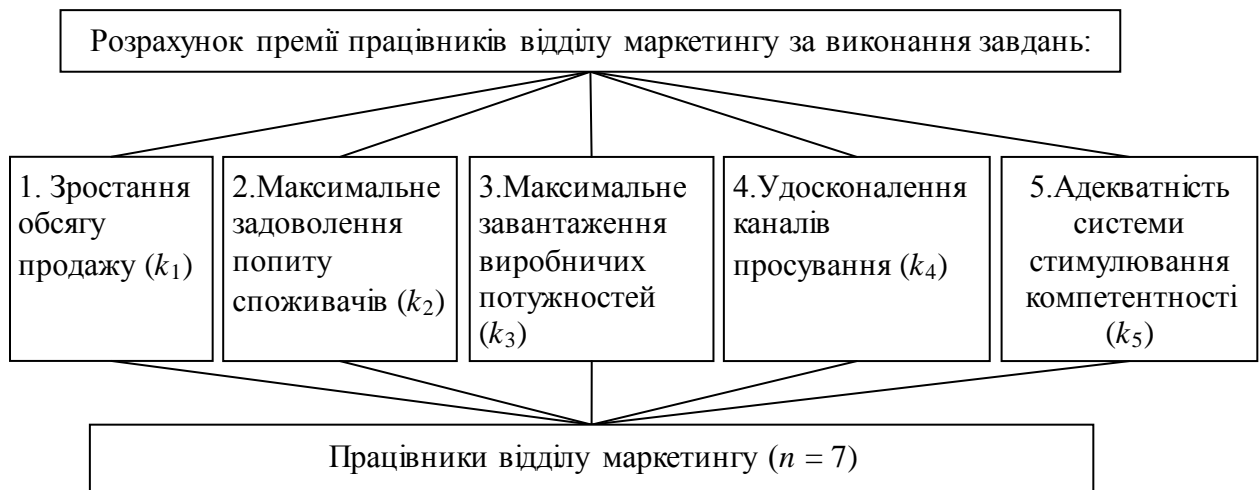 Розрахунок премії працівників відділу маркетингу за виконання завдань:
1. Зростання
обсягу
продажу (k₁)
2.Максимальне
задоволення
попиту
споживачів (k₂)
3.Максимальне
завантаження
виробничих
потужностей
(k₃)
4.Удосконалення
каналів
просування (k₄)
5.Адекватність
системи
стимулювання
компетентності
(k₅)
Працівники відділу маркетингу (n = 7)